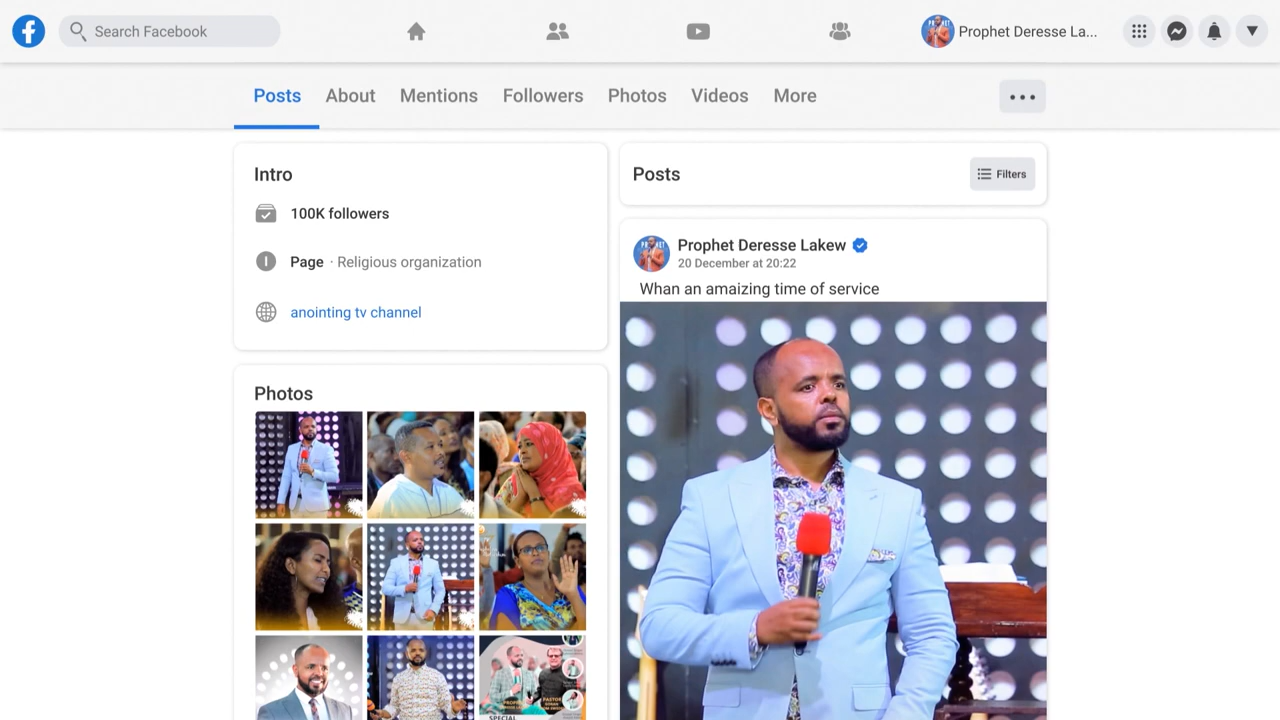 Search Facebook
Prophet Deresse La...
Posts
About
Mentions
Followers
Photos
Videos
More
Intro
100K followers
Page · Religious organization
anointing tv channel
Photos
SPECIAL
Posts
Filters
Prophet Deresse Lakew
20 December at 20:22
Whan an amaizing time of service